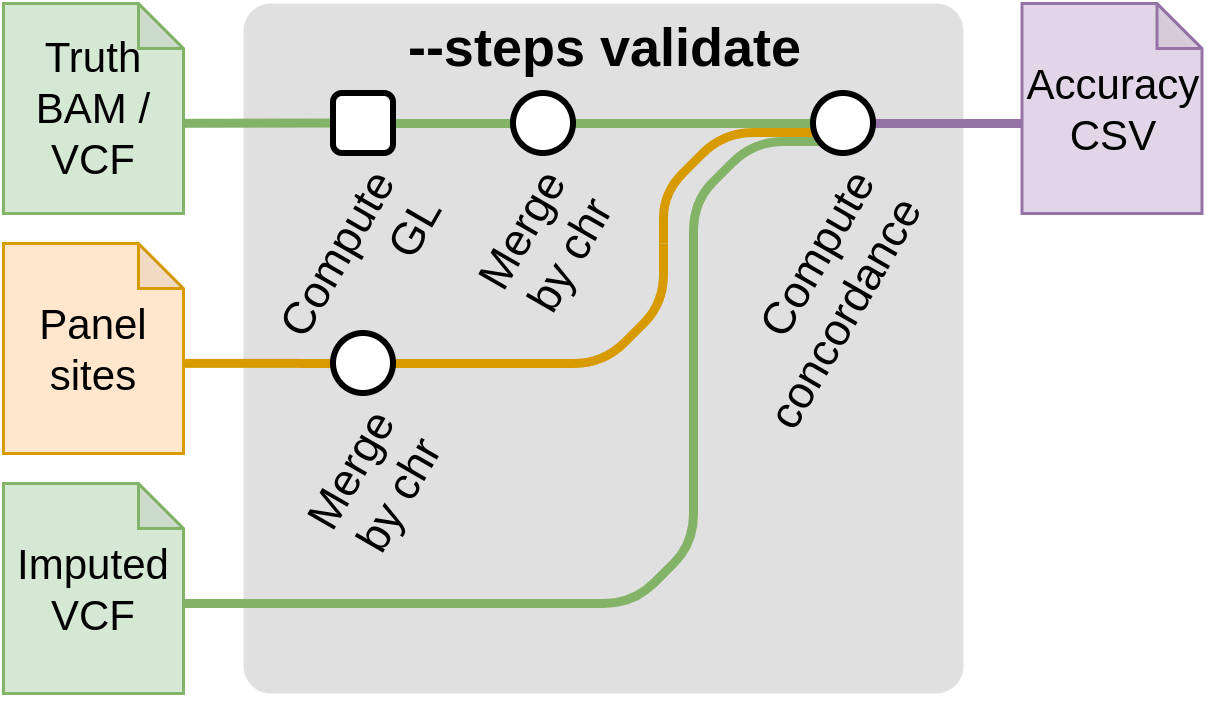 --steps validate
Truth
BAM /
VCF
Accuracy
CSV
Compute
GL
Merge
by chr
Compute
concordance
Panel
sites
Merge
by chr
Imputed
VCF